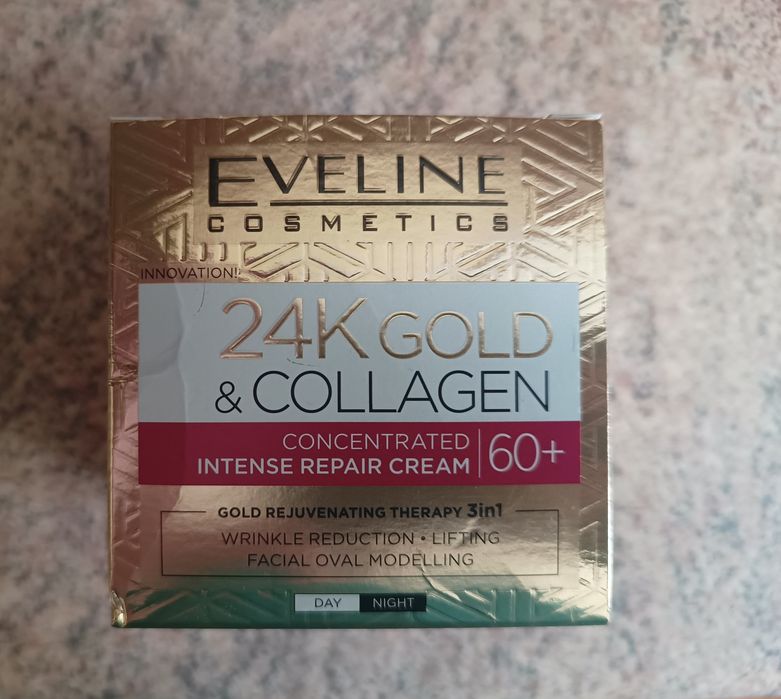 EVELINE
COSMETICS
INNOVATION!
24K GOLD
& COLLAGEN
CONCENTRATED
INTENSE REPAIR CREAM
60+
GOLD REJUVENATING THERAPY 3in1
WRINKLE REDUCTION • LIFTING
FACIAL OVAL MODELLING
DAY NIGHT